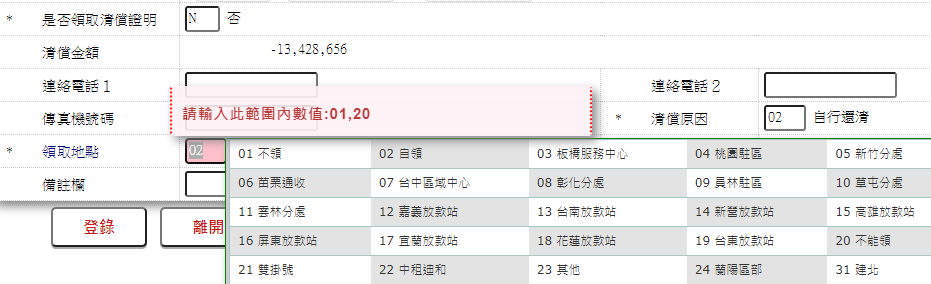 * 是否領取清償證明 N 否
清償金額 -13,428,656
連絡電話1 連絡電話2
請輸入此範圍內數值:01,20
傳真機號碼 * 清償原因 02 自行還清
* 領取地點 02
01 不領 02 自領 03 板橋服務中心 04 桃園駐區 05 新竹分處
備註欄
06 苗栗通收 07 台中區域中心 08 彰化分處 09 員林駐區 10 草屯分處
11 雲林分處 12 嘉義放款站 13 台南放款站 14 新營放款站 15 高雄放款站
登錄 離開
16 屏東放款站 17 宜蘭放款站 18 花蓮放款站 19 台東放款站 20 不能領
21 雙掛號 22 中租迪和 23 其他 24 蘭陽區部 31 建北